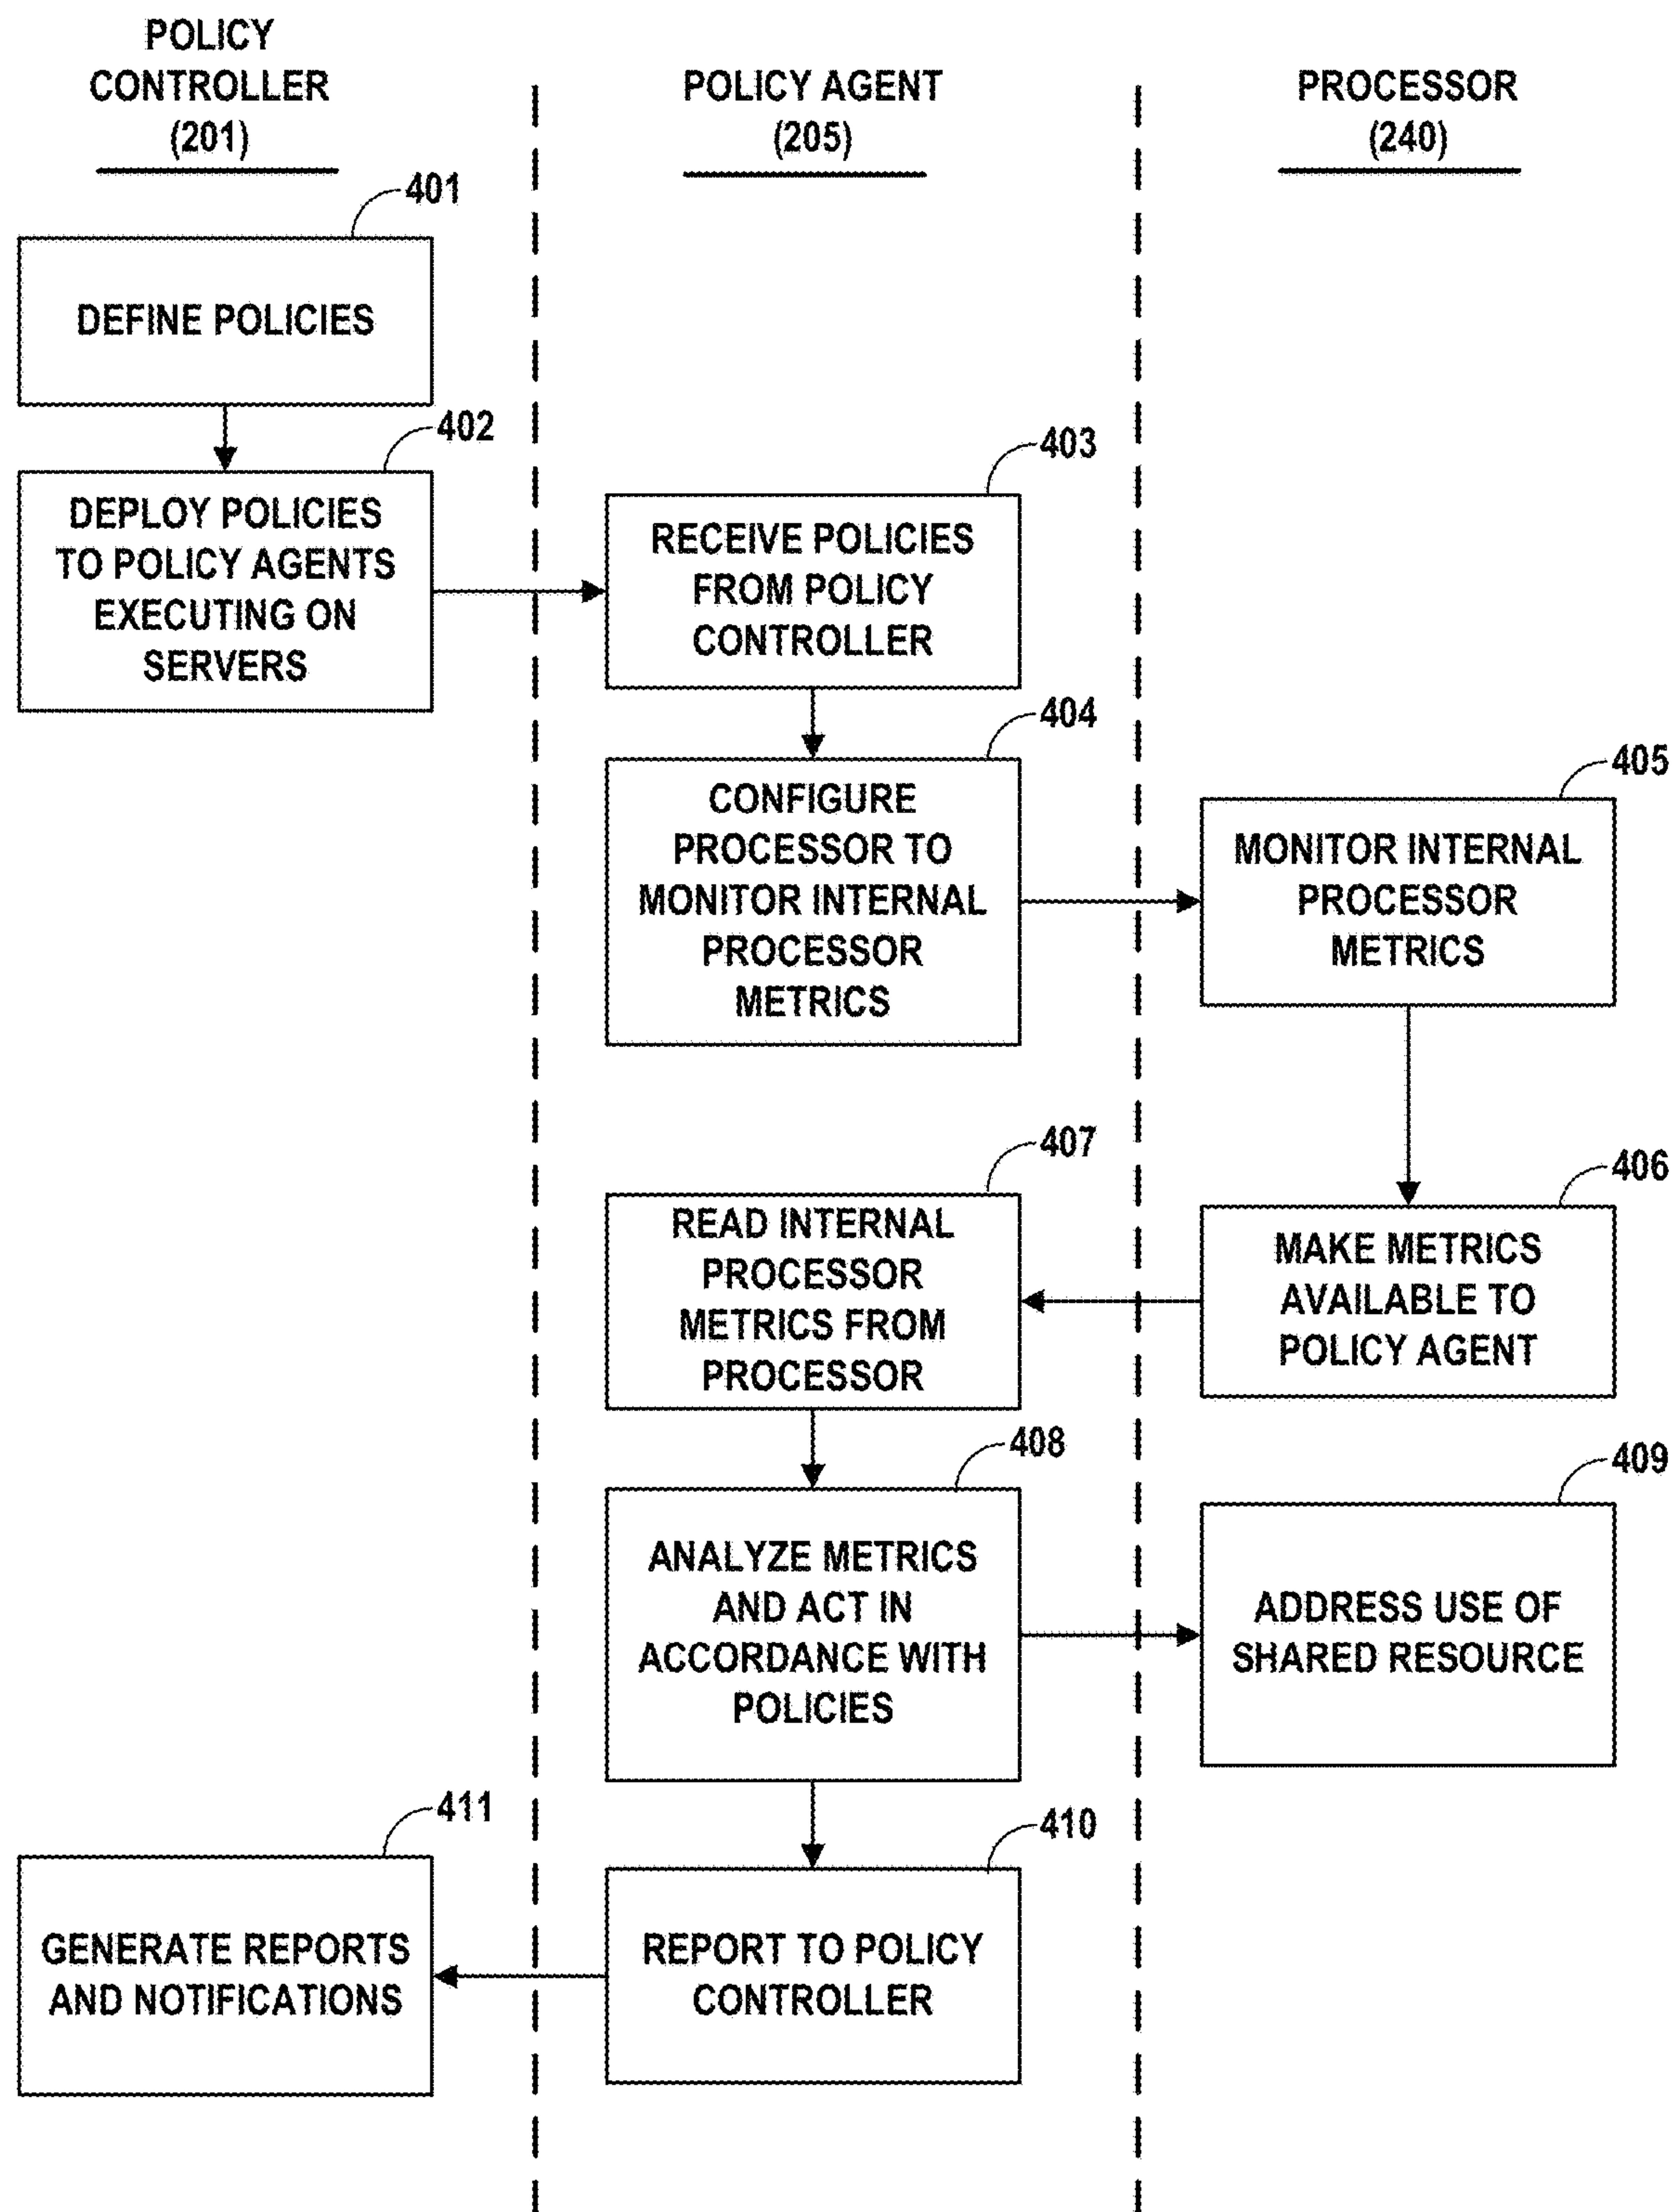 POLICY
CONTROLLER
(201)
POLICY AGENT
(205)
PROCESSOR
(240)
401
DEFINE POLICIES
402
DEPLOY POLICIES
TO POLICY AGENTS
EXECUTING ON
SERVERS
403
RECEIVE POLICIES
FROM POLICY
CONTROLLER
404
CONFIGURE
PROCESSOR TO
MONITOR INTERNAL
PROCESSOR
METRICS
405
MONITOR INTERNAL
PROCESSOR
METRICS
406
MAKE METRICS
AVAILABLE TO
POLICY AGENT
407
READ INTERNAL
PROCESSOR
METRICS FROM
PROCESSOR
408
ANALYZE METRICS
AND ACT IN
ACCORDANCE WITH
POLICIES
409
ADDRESS USE OF
SHARED RESOURCE
410
REPORT TO POLICY
CONTROLLER
411
GENERATE REPORTS
AND NOTIFICATIONS